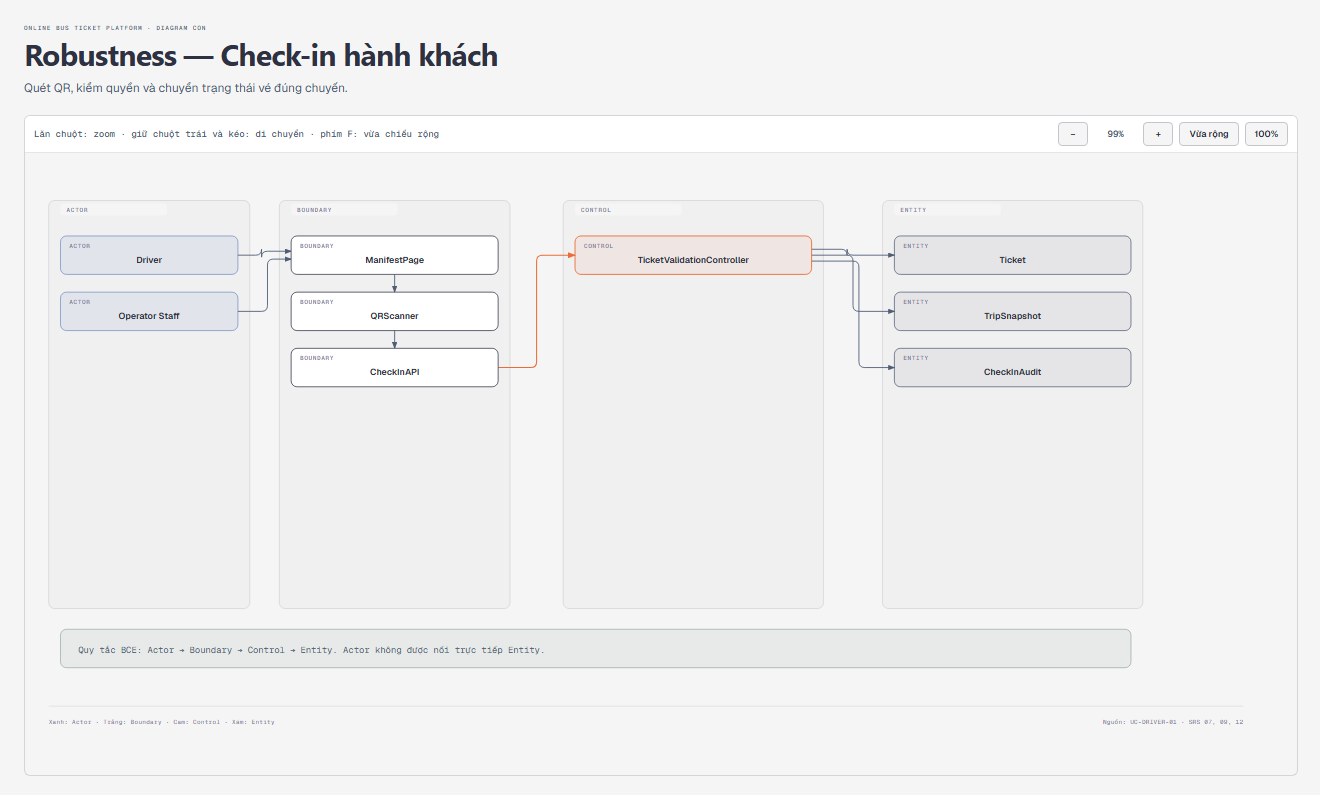 ONLINE BUS TICKET PLATFORM · DIAGRAM CON
Robustness — Check-in hành khách
Quét QR, kiểm quyền và chuyển trạng thái vé đúng chuyến.
Lăn chuột: zoom · giữ chuột trái và kéo: di chuyển · phím F: vừa chiều rộng
−
99%
+
Vừa rộng
100%
ACTOR
BOUNDARY
CONTROL
ENTITY
ACTOR
Driver
BOUNDARY
ManifestPage
CONTROL
TicketValidationController
ENTITY
Ticket
ACTOR
Operator Staff
BOUNDARY
QRScanner
ENTITY
TripSnapshot
BOUNDARY
CheckInAPI
ENTITY
CheckInAudit
Quy tắc BCE: Actor → Boundary → Control → Entity. Actor không được nối trực tiếp Entity.
Xanh: Actor · Trắng: Boundary · Cam: Control · Xám: Entity
Nguồn: UC-DRIVER-01 · SRS 07, 09, 12